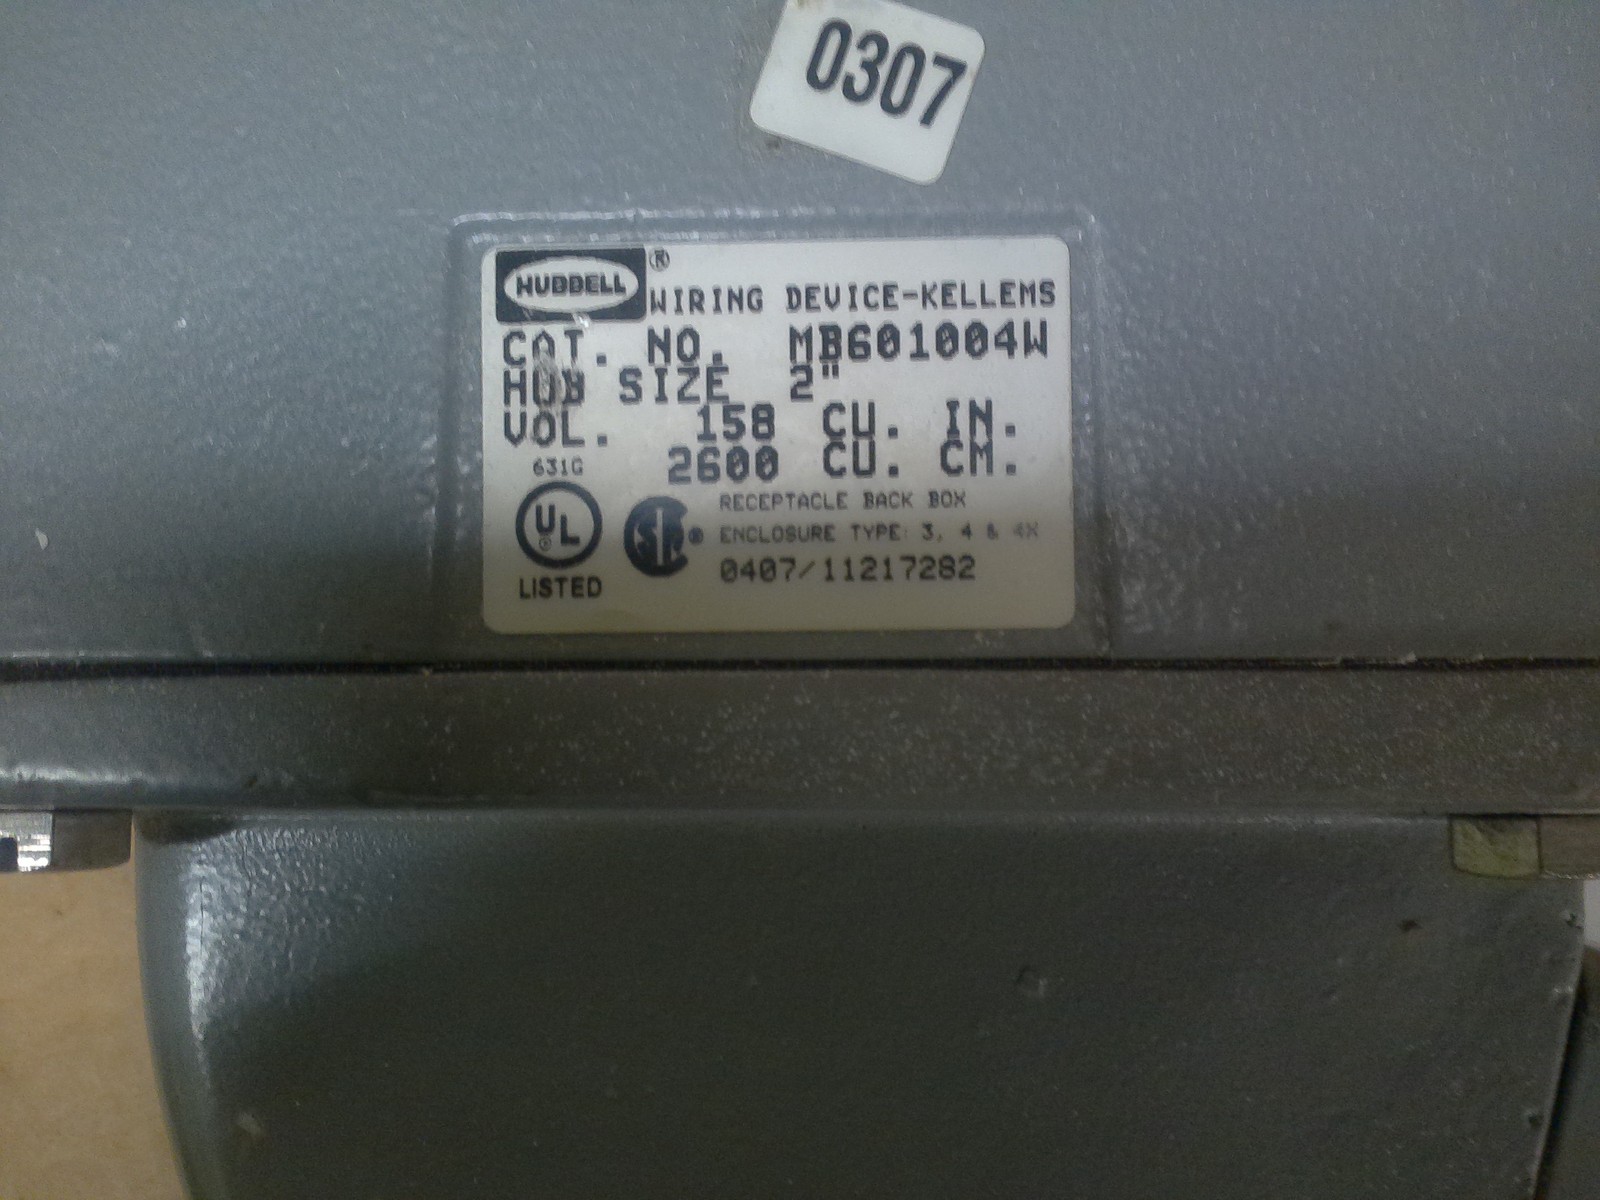 0307
HUBBELL® WIRING DEVICE-KELLEMS
CAT. NO. MB601004W
HUB SIZE 2"
VOL. 158 CU. IN.
2600 CU. CM.
631G
RECEPTACLE BACK BOX
UL ® SA ® ENCLOSURE TYPE: 3, 4 & 4X
LISTED 0407/11217282